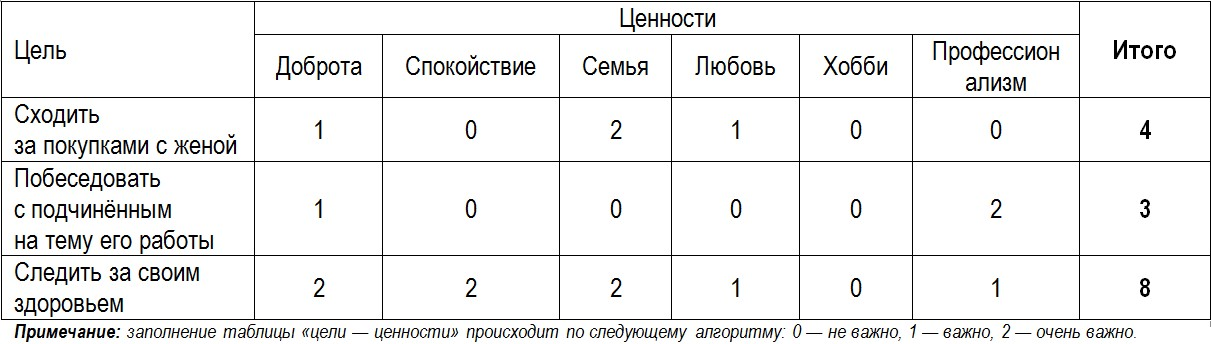 Цель
Ценности
Итого
Доброта
Спокойствие
Семья
Любовь
Хобби
Профессион
ализм
Сходить
за покупками с женой
1
0
2
1
0
0
4
Побеседовать
с подчинённым
на тему его работы
1
0
0
0
0
2
3
Следить за своим
здоровьем
2
2
2
1
0
1
8
Примечание: заполнение таблицы «цели — ценности» происходит по следующему алгоритму: 0 — не важно, 1 — важно, 2 — очень важно.